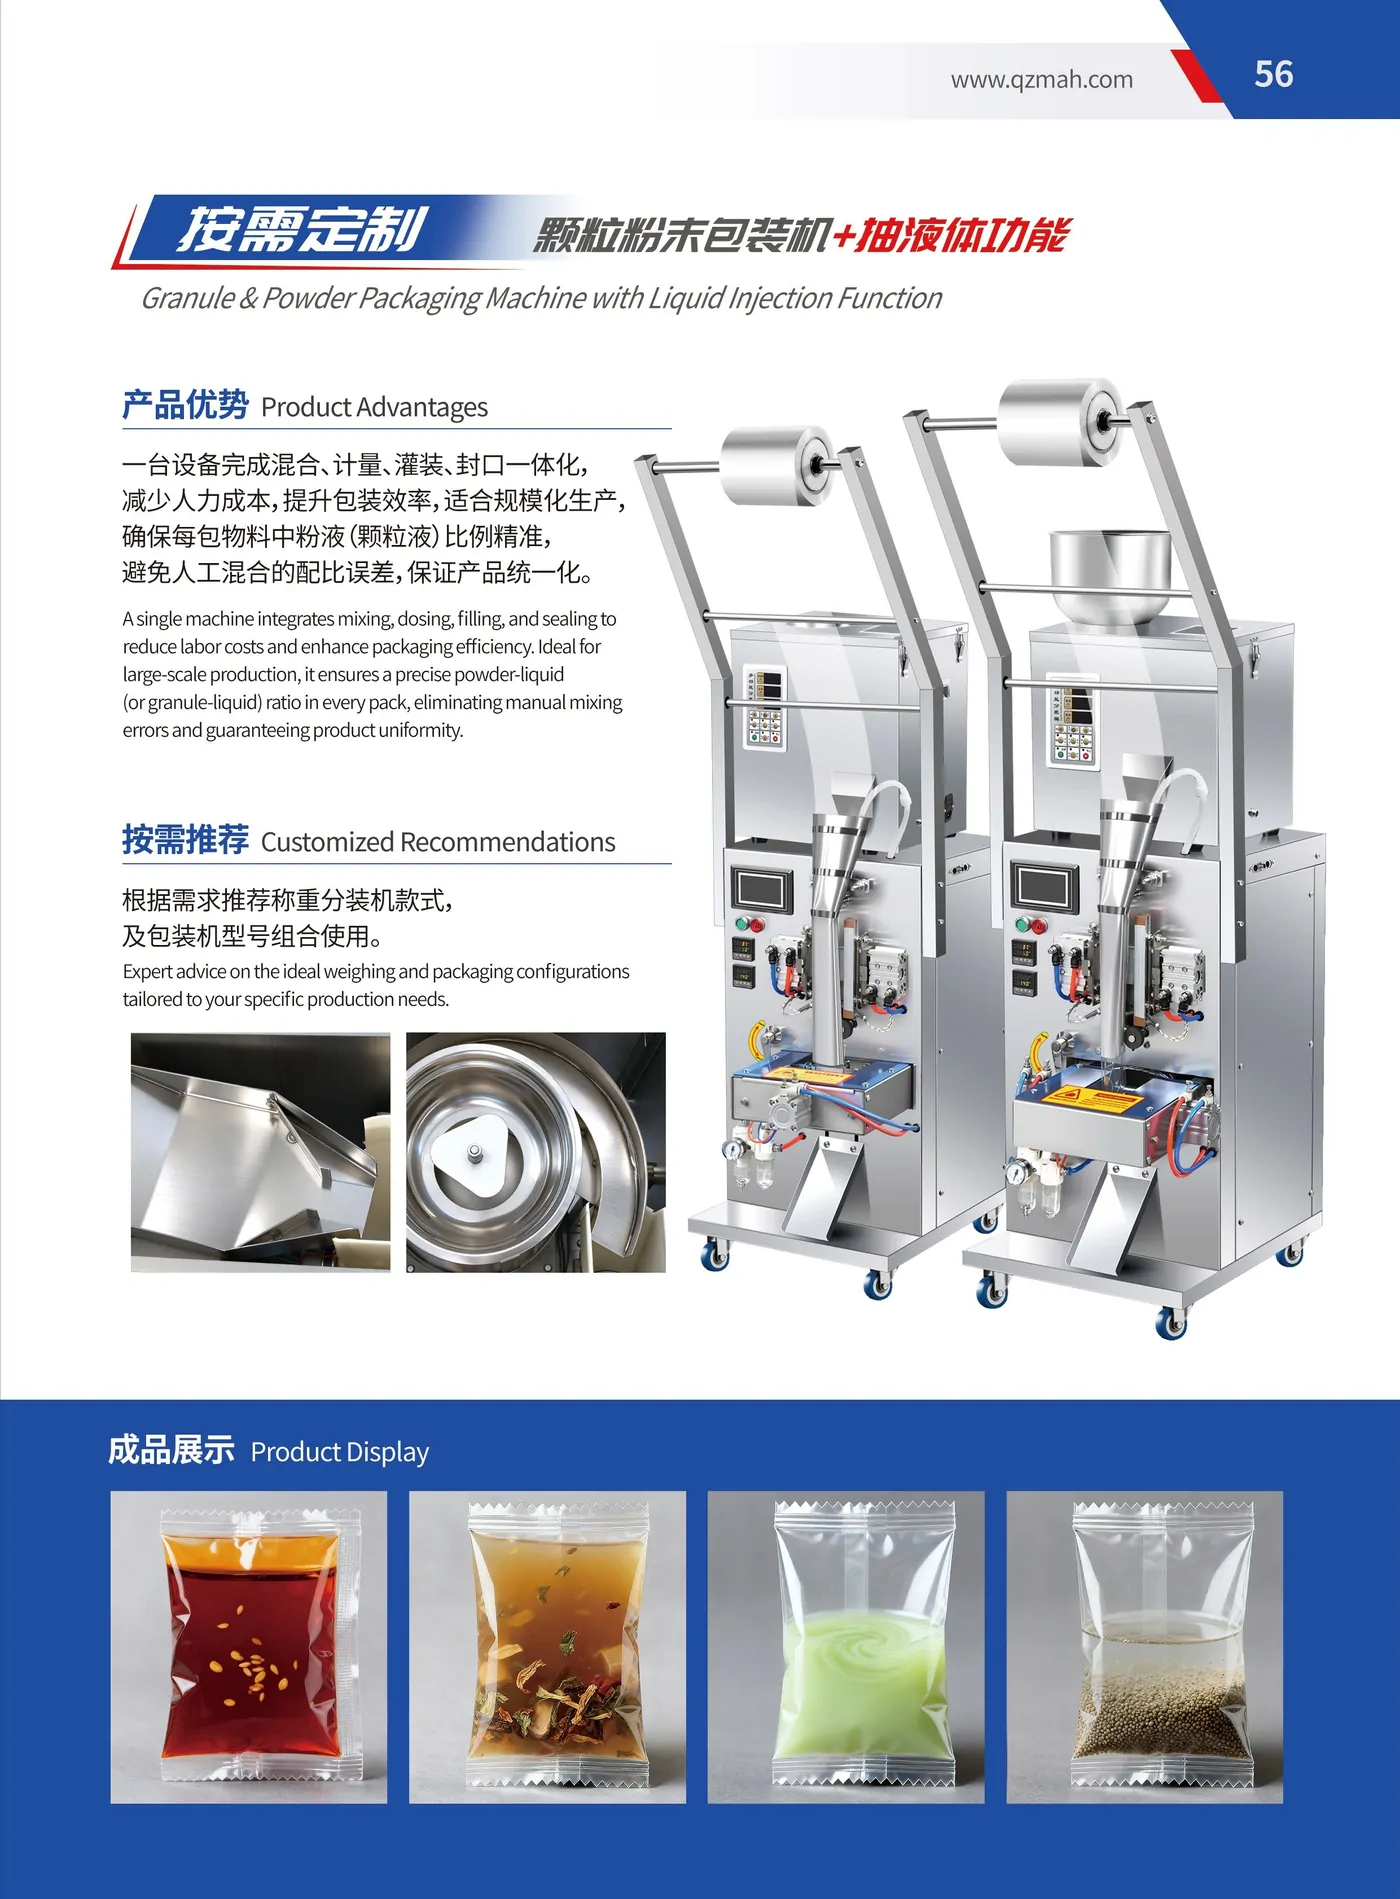 www.qzmah.com
56
按需定制
颗粒粉末包装机+抽液体功能
Granule & Powder Packaging Machine with Liquid Injection Function
产品优势 Product Advantages
一台设备完成混合、计量、灌装、封口一体化，
减少人力成本，提升包装效率，适合规模化生产，
确保每包物料中粉液（颗粒液）比例精准，
避免人工混合的配比误差，保证产品统一化。
A single machine integrates mixing, dosing, filling, and sealing to
reduce labor costs and enhance packaging efficiency. Ideal for
large-scale production, it ensures a precise powder-liquid
(or granule-liquid) ratio in every pack, eliminating manual mixing
errors and guaranteeing product uniformity.
按需推荐 Customized Recommendations
根据需求推荐称重分装机款式，
及包装机型号组合使用。
Expert advice on the ideal weighing and packaging configurations
tailored to your specific production needs.
成品展示 Product Display